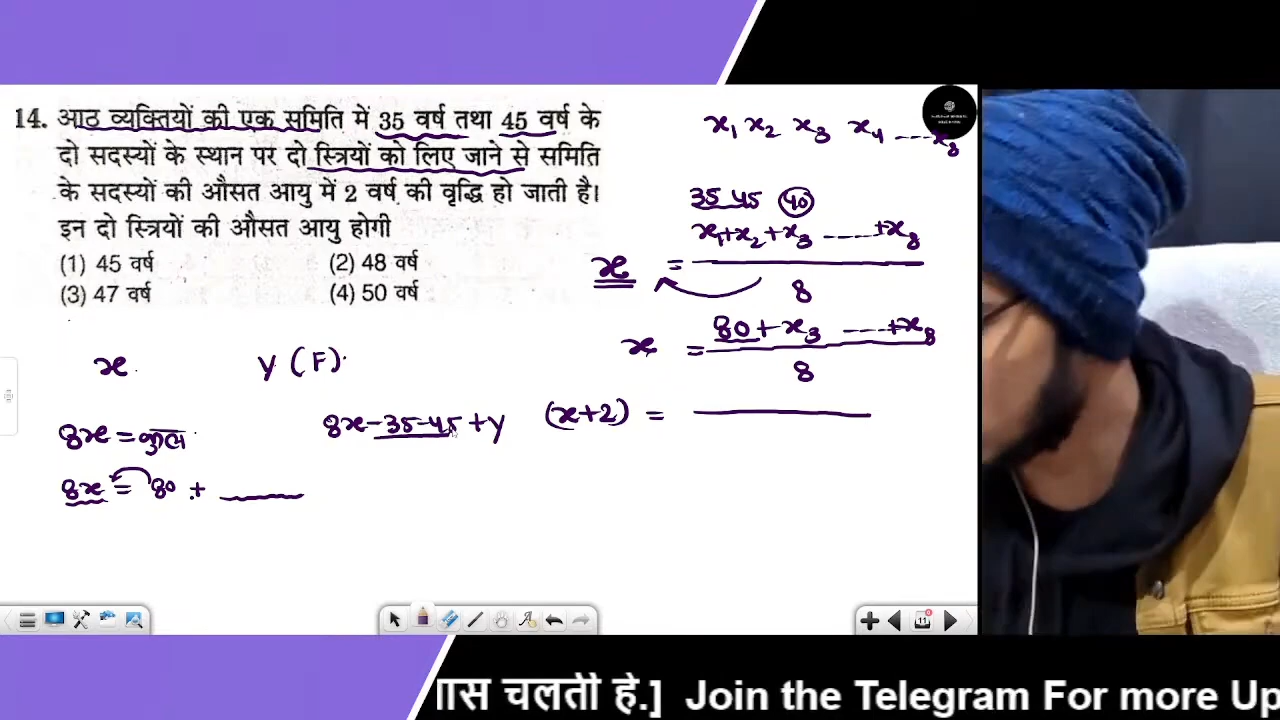 14. आठ व्यक्तियों की एक समिति में 35 वर्ष तथा 45 वर्ष के
दो सदस्यों के स्थान पर दो स्त्रियों को लिए जाने से समिति
के सदस्यों की औसत आयु में 2 वर्ष की वृद्धि हो जाती है।
इन दो स्त्रियों की औसत आयु होगी
(1) 45 वर्ष (2) 48 वर्ष
(3) 47 वर्ष (4) 50 वर्ष
x₁ x₂ x₃ x₄ ----x₈
35 45 40
x = x₁+x₂+x₃ -----+x₈
8
x = 80+x₃ ----+x₈
8
(x+2) =
x y (F)
8x = कुल
8x-35-45+y
8x = 80 +
11
ास चलती हे.] Join the Telegram For more Up